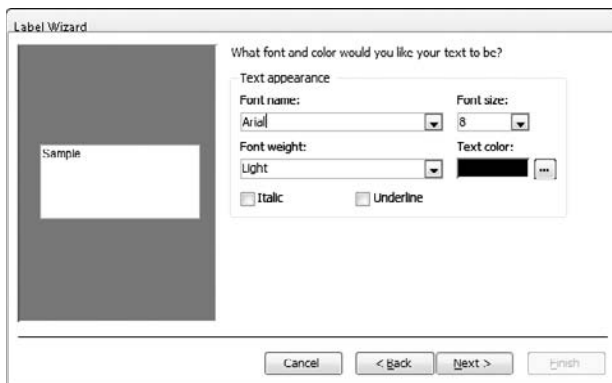 Label Wizard
What font and color would you like your text to be?
Text appearance
Font name: Font size:
Arial 8
Sample
Font weight: Text color:
Light ...
Italic Underline
Cancel < Back Next > Finish